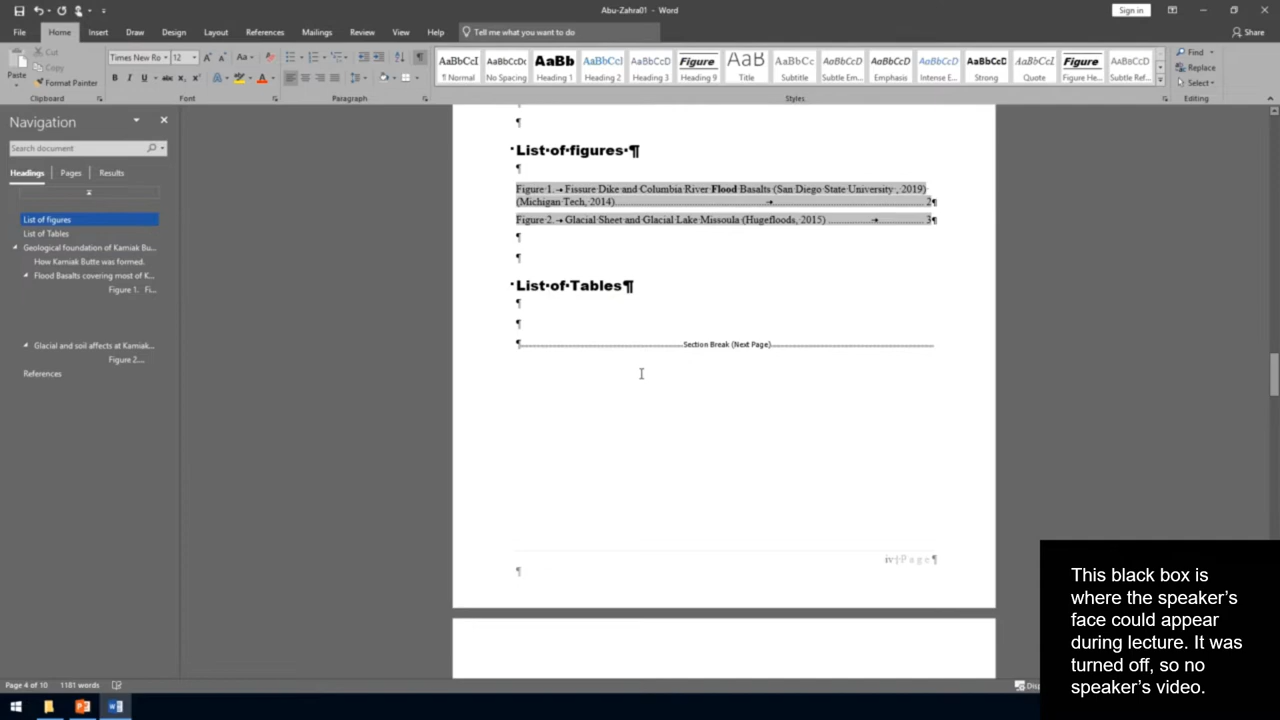 Abu-Zahra01 - Word
Sign in
File Home Insert Draw Design Layout References Mailings Review View Help Tell me what you want to do
Share
Paste
Cut
Copy
Format Painter
Clipboard
Times New Ro 12
Font
Paragraph
AaBbCcI AaBbCcDc AaBb AaBbCcI AaBbCcD Figure AaB AaBbCc AaBbCcD AaBbCcD AaBbCcD AaBbCcD AaBbCcD Figure AaBbCcD
¶ Normal No Spacing Heading 1 Heading 2 Heading 3 Heading 9 Title Subtitle Subtle Em... Emphasis Intense E... Strong Quote Figure He... Subtle Ref...
Styles
Find
Replace
Select
Editing
Navigation
Search document
Headings Pages Results
List of figures
List of Tables
Geological foundation of Kamiak Bu...
How Kamiak Butte was formed.
Flood Basalts covering most of K...
Figure 1. Fi...
Glacial and soil affects at Kamiak...
Figure 2....
References
¶
List·of·figures·¶
¶
Figure·1.→Fissure·Dike·and·Columbia·River·Flood·Basalts·(San·Diego·State·University·,·2019)·
(Michigan·Tech,·2014)....→....2¶
Figure·2.→Glacial·Sheet·and·Glacial·Lake·Missoula·(Hugefloods,·2015)....→....3¶
¶
¶
List·of·Tables¶
¶
¶
¶....Section Break (Next Page)....
iv·|·P a g e¶
¶
Page 4 of 10 1181 words
This black box is
where the speaker's
face could appear
during lecture. It was
turned off, so no
speaker's video.